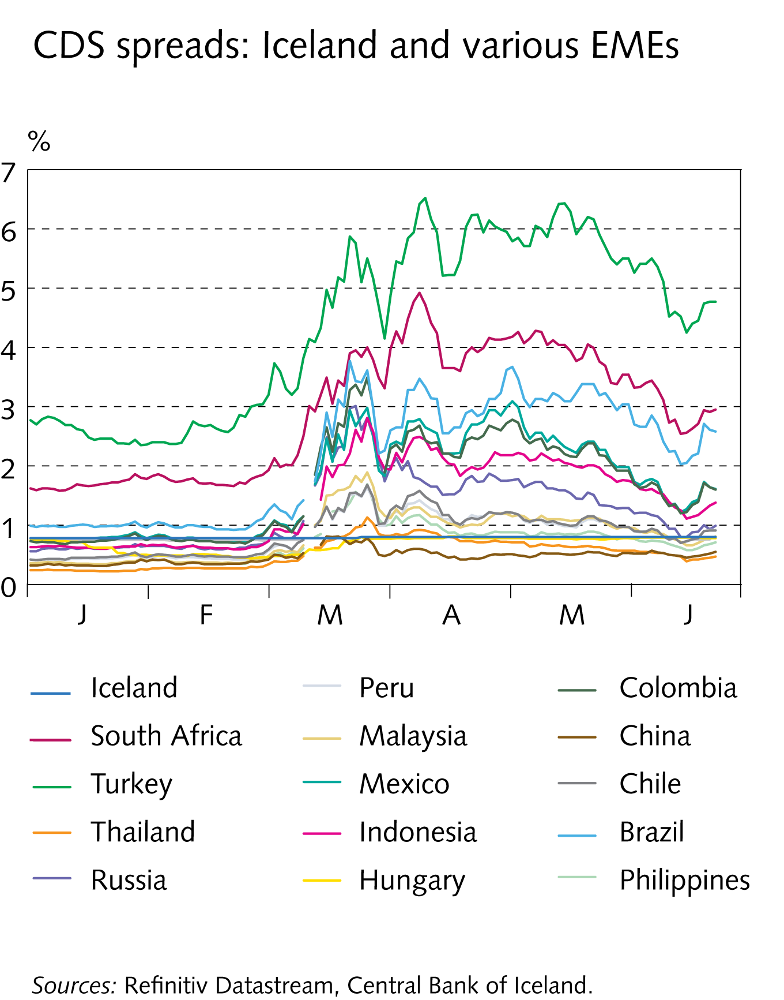 CDS spreads: Iceland and various EMEs
%
7
6
5
4
3
2
1
0
J F M A M J
Iceland Peru Colombia
South Africa Malaysia China
Turkey Mexico Chile
Thailand Indonesia Brazil
Russia Hungary Philippines
Sources: Refinitiv Datastream, Central Bank of Iceland.